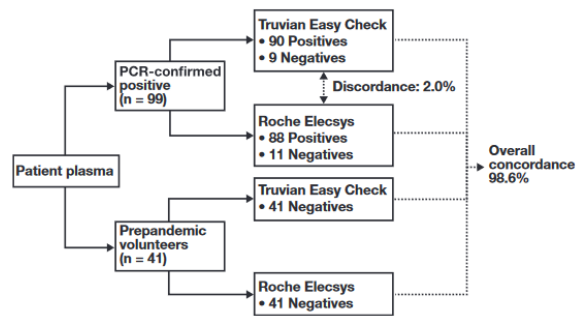 Patient plasma
PCR-confirmed
positive
(n = 99)
Truvian Easy Check
• 90 Positives
• 9 Negatives
Discordance: 2.0%
Roche Elecsys
• 88 Positives
• 11 Negatives
Prepandemic
volunteers
(n = 41)
Truvian Easy Check
• 41 Negatives
Roche Elecsys
• 41 Negatives
Overall
concordance
98.6%